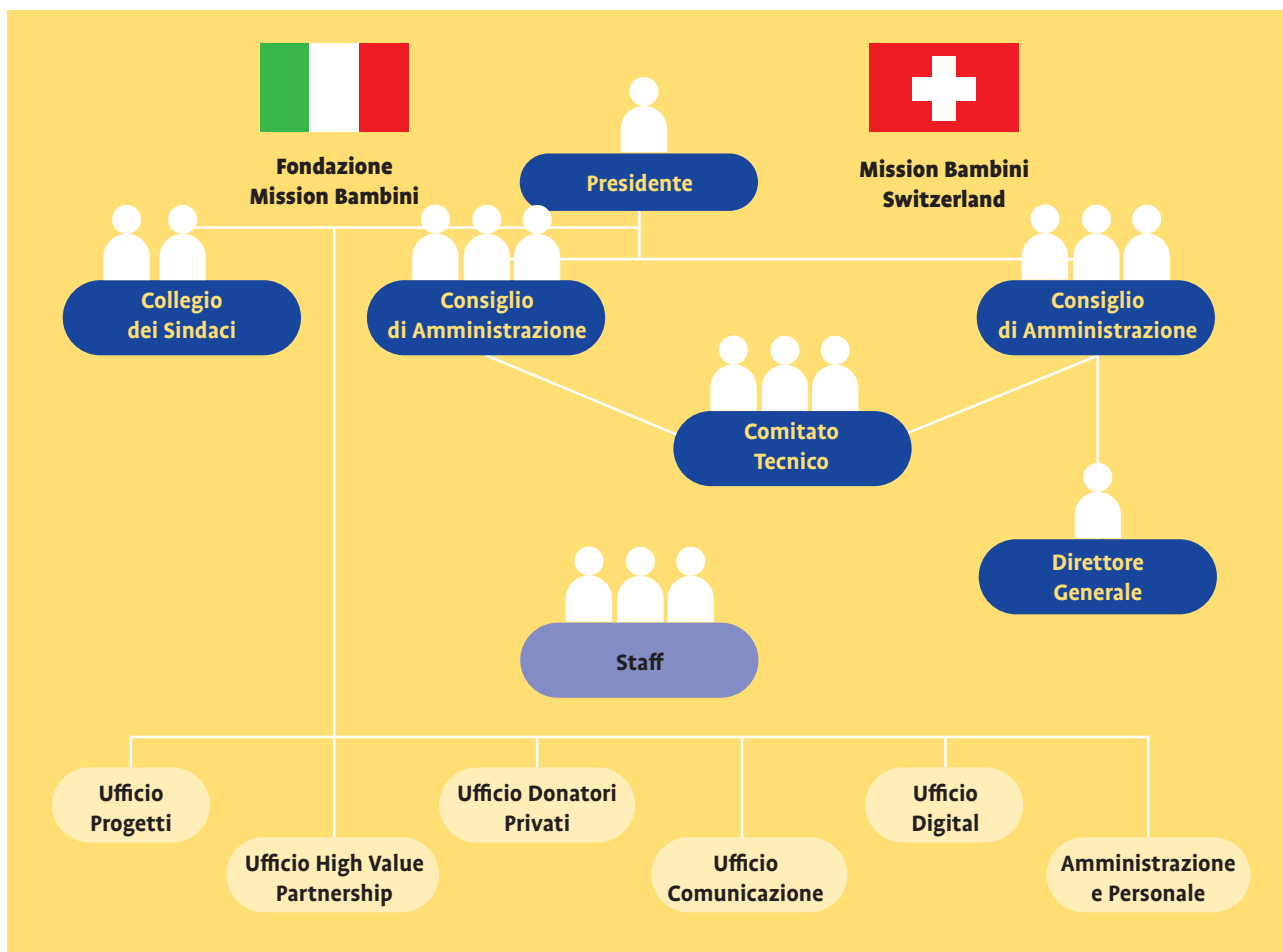 Fondazione
Mission Bambini
Presidente
Mission Bambini
Switzerland
Collegio
dei Sindaci
Consiglio
di Amministrazione
Consiglio
di Amministrazione
Comitato
Tecnico
Direttore
Generale
Staff
Ufficio
Progetti
Ufficio High Value
Partnership
Ufficio Donatori
Privati
Ufficio
Comunicazione
Ufficio
Digital
Amministrazione
e Personale